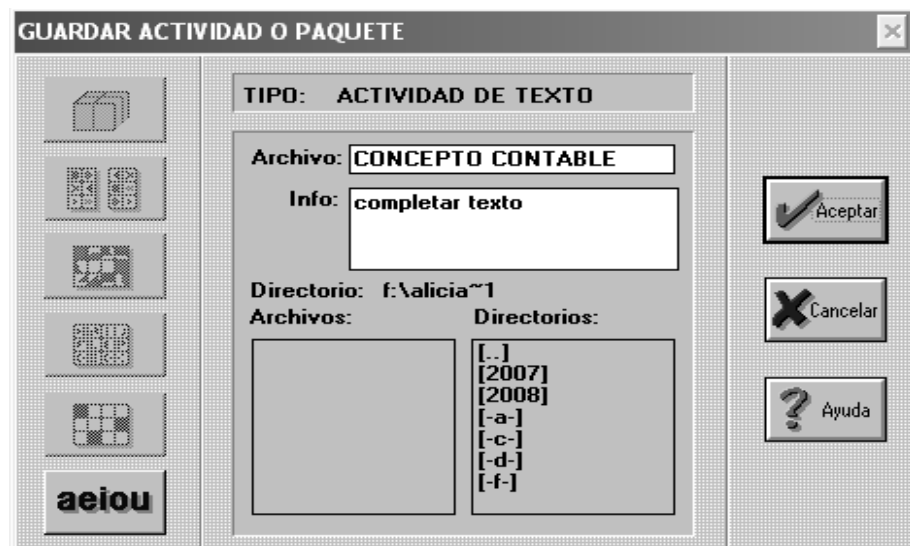 GUARDAR ACTIVIDAD O PAQUETE
TIPO: ACTIVIDAD DE TEXTO
Archivo: CONCEPTO CONTABLE
Info: completar texto
Directorio: f:\alicia~1
Archivos: Directorios:
[..]
[2007]
[2008]
[-a-]
[-c-]
[-d-]
[-f-]
Aceptar
Cancelar
Ayuda
aeiou